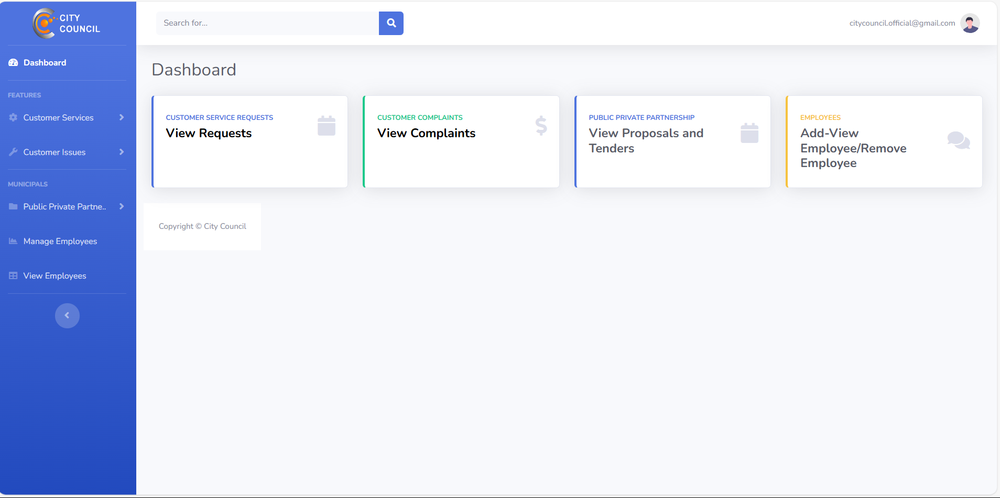 CITY
COUNCIL
Search for...
citycouncil.official@gmail.com
Dashboard
FEATURES
Customer Services
Customer Issues
MUNICIPALS
Public Private Partne..
Manage Employees
View Employees
Dashboard
CUSTOMER SERVICE REQUESTS
View Requests
CUSTOMER COMPLAINTS
View Complaints
PUBLIC PRIVATE PARTNERSHIP
View Proposals and
Tenders
EMPLOYEES
Add-View
Employee/Remove
Employee
Copyright © City Council